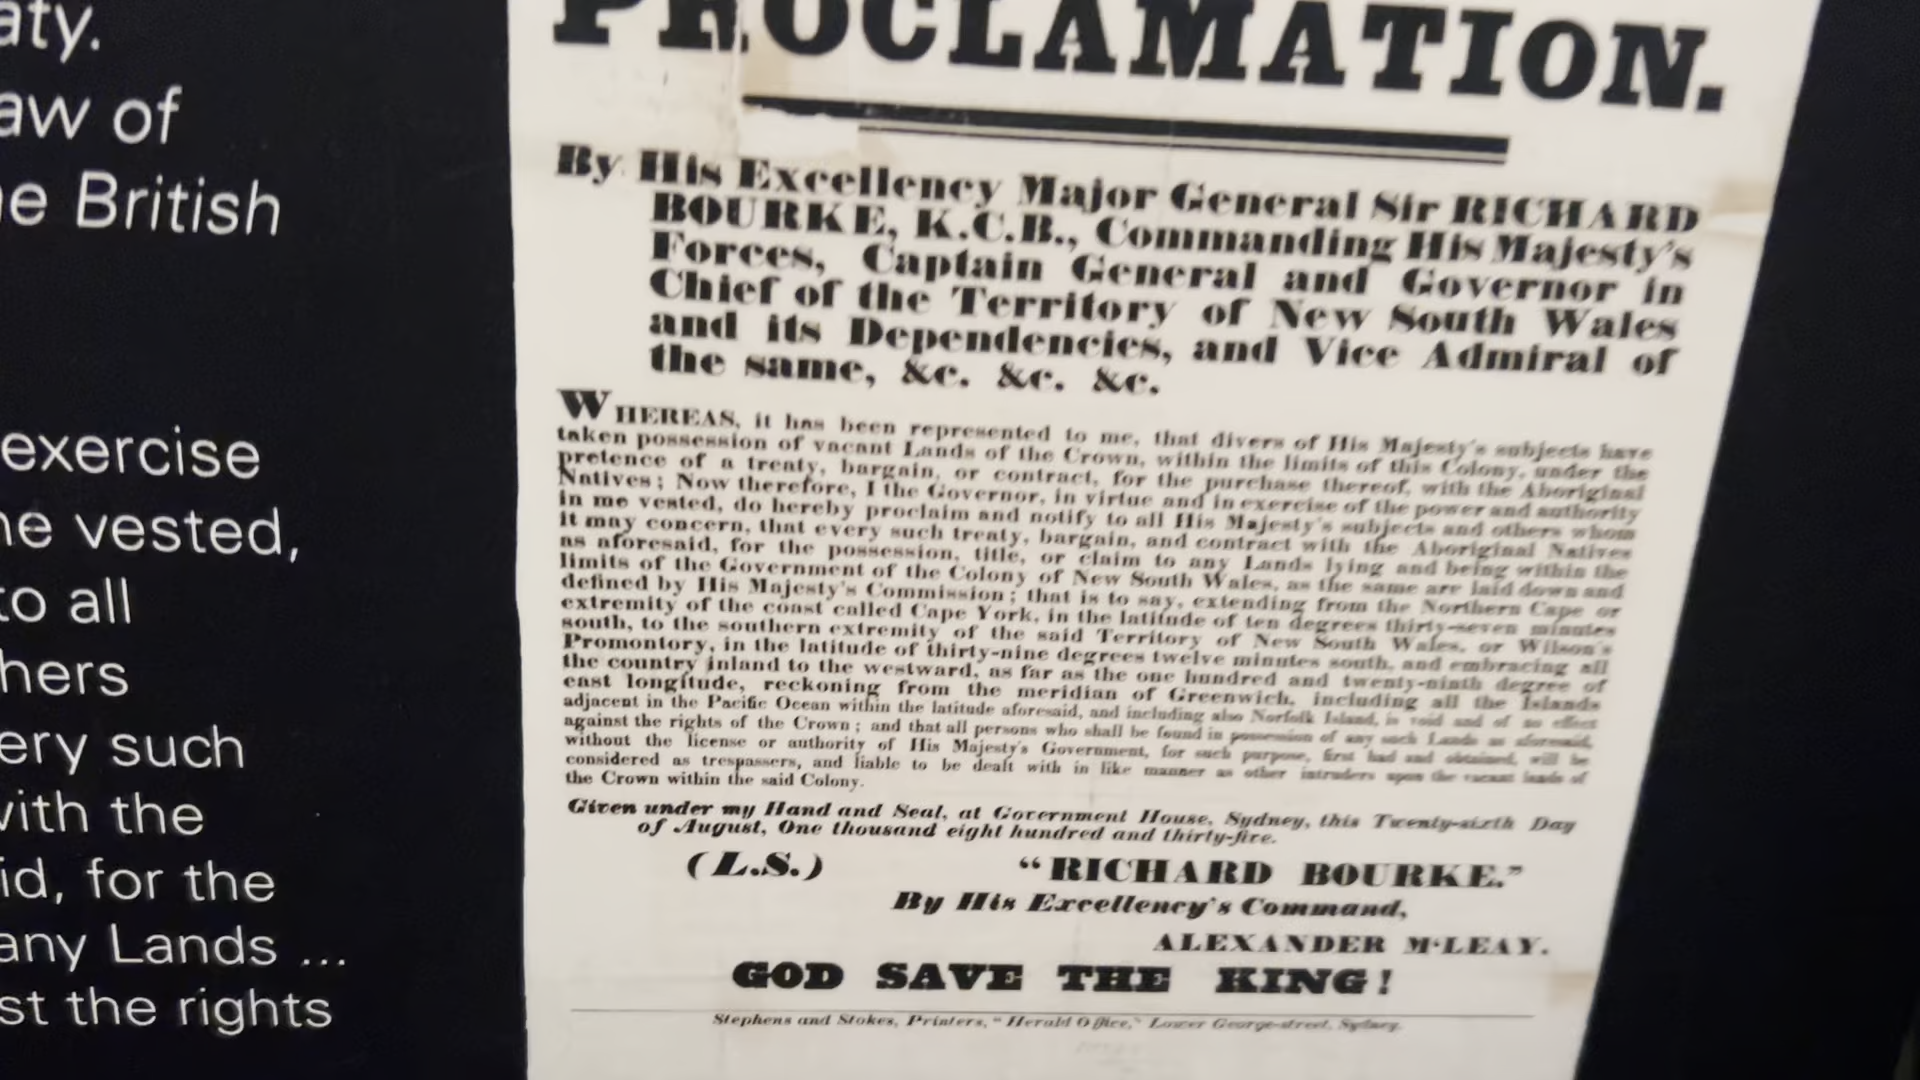 aty.
aw of
e British
exercise
ne vested,
to all
hers
ery such
with the
id, for the
any Lands ...
st the rights
PROCLAMATION.
By His Excellency Major General Sir RICHARD
BOURKE, K.C.B., Commanding His Majesty's
Forces, Captain General and Governor in
Chief of the Territory of New South Wales
and its Dependencies, and Vice Admiral of
the same, &c. &c. &c.
WHEREAS, it has been represented to me, that divers of His Majesty's subjects have
taken possession of vacant Lands of the Crown, within the limits of this Colony, under the
pretence of a treaty, bargain, or contract, for the purchase thereof, with the Aboriginal
Natives; Now therefore, I the Governor, in virtue and in exercise of the power and authority
in me vested, do hereby proclaim and notify to all His Majesty's subjects and others whom
it may concern, that every such treaty, bargain, and contract with the Aboriginal Natives
as aforesaid, for the possession, title, or claim to any Lands lying and being within the
limits of the Government of the Colony of New South Wales, as the same are laid down and
defined by His Majesty's Commission; that is to say, extending from the Northern Cape or
extremity of the coast called Cape York, in the latitude of ten degrees thirty-seven minutes
south, to the southern extremity of the said Territory of New South Wales, or Wilson's
Promontory, in the latitude of thirty-nine degrees twelve minutes south, and embracing all
the country inland to the westward, as far as the one hundred and twenty-ninth degree of
east longitude, reckoning from the meridian of Greenwich, including all the Islands
adjacent in the Pacific Ocean within the latitude aforesaid, and including also Norfolk Island, is void and of no effect
against the rights of the Crown; and that all persons who shall be found in possession of any such Lands as aforesaid,
without the license or authority of His Majesty's Government, for such purpose, first had and obtained, will be
considered as trespassers, and liable to be dealt with in like manner as other intruders upon the vacant lands of
the Crown within the said Colony.
Given under my Hand and Seal, at Government House, Sydney, this Twenty-sixth Day
of August, One thousand eight hundred and thirty-five.
(L.S.) "RICHARD BOURKE."
By His Excellency's Command,
ALEXANDER M'LEAY.
GOD SAVE THE KING!
Stephens and Stokes, Printers, "Herald Office," Lower George-street, Sydney.